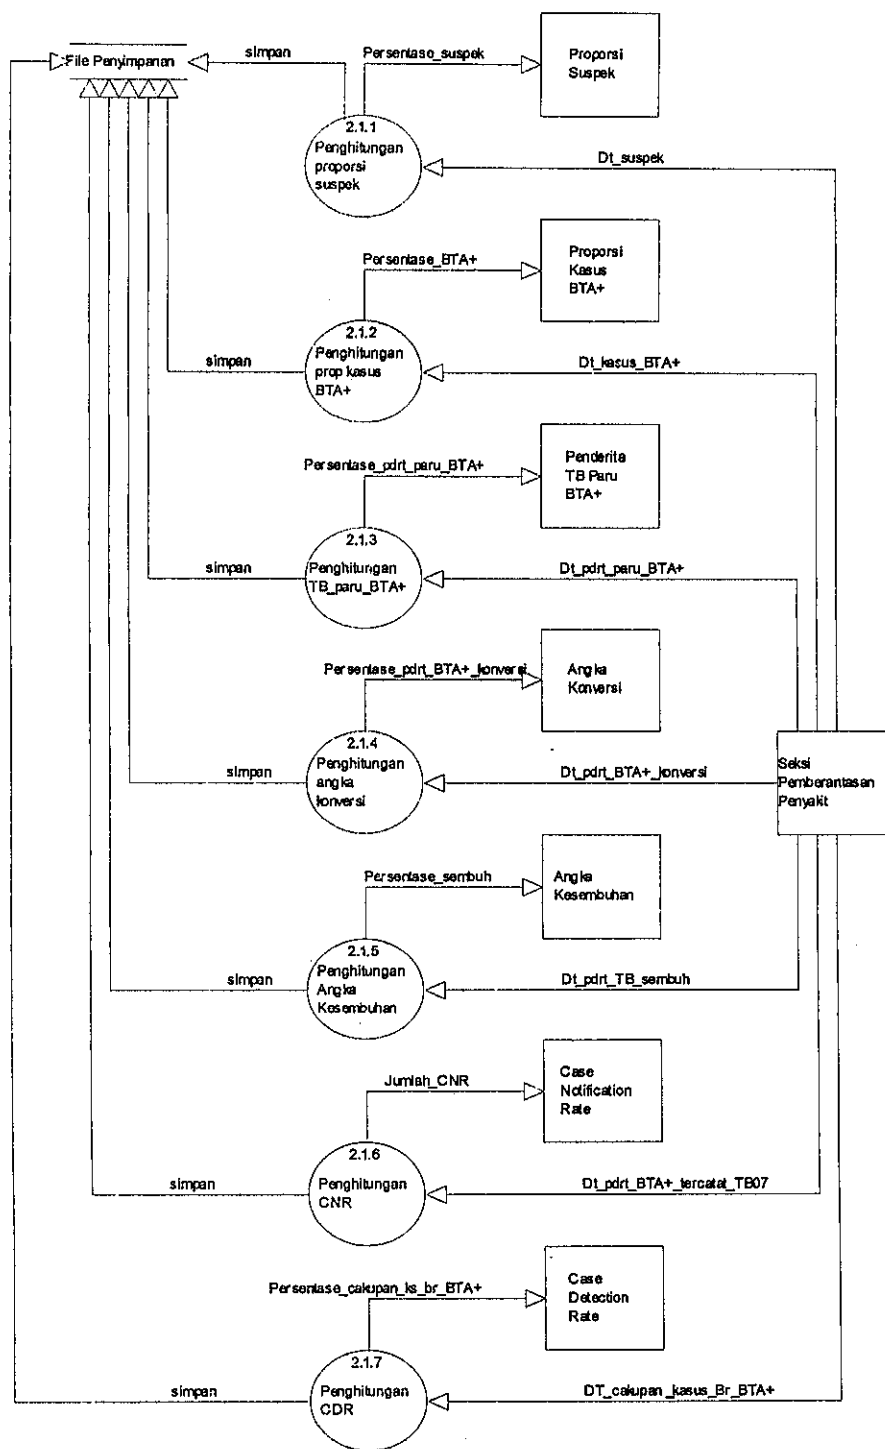 File Penyimpanan
simpan
Persentase_suspek
Proporsi
Suspek
2.1.1
Penghitungan
proporsi
suspek
Dt_suspek
Persentase_BTA+
Proporsi
Kasus
BTA+
2.1.2
Penghitungan
prop kasus
BTA+
simpan
Dt_kasus_BTA+
Persentase_pdrt_paru_BTA+
Penderita
TB Paru
BTA+
2.1.3
Penghitungan
TB_paru_BTA+
simpan
Dt_pdrt_paru_BTA+
Persentase_pdrt_BTA+_konversi
Angka
Konversi
2.1.4
Penghitungan
angka
konversi
simpan
Dt_pdrt_BTA+_konversi
Seksi
Pemberantasan
Penyakit
Persentase_sembuh
Angka
Kesembuhan
2.1.5
Penghitungan
Angka
Kesembuhan
simpan
Dt_pdrt_TB_sembuh
Jumlah_CNR
Case
Notification
Rate
2.1.6
Penghitungan
CNR
simpan
Dt_pdrt_BTA+_tercatat_TB07
Persentase_cakupan_ks_br_BTA+
Case
Detection
Rate
2.1.7
Penghitungan
CDR
simpan
DT_cakupan_kasus_Br_BTA+